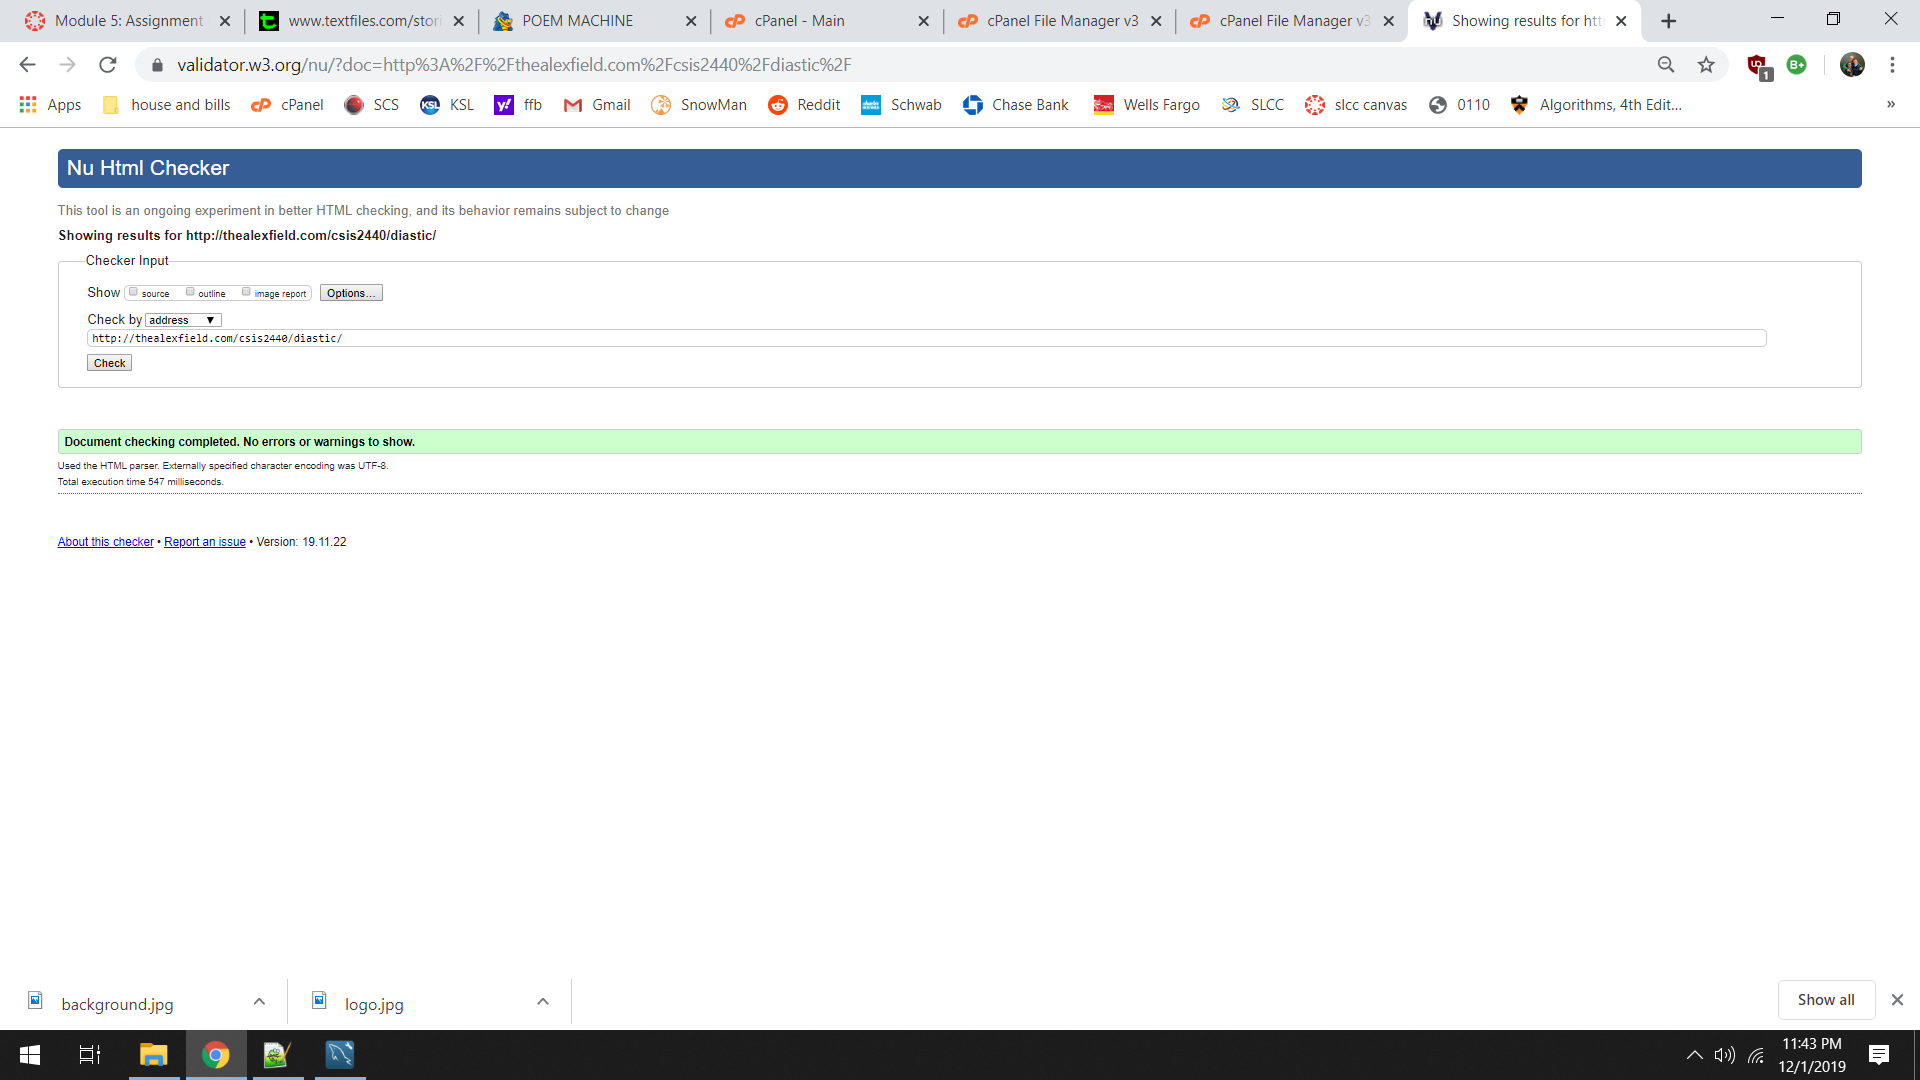 Module 5: Assignment
www.textfiles.com/stori
POEM MACHINE
cPanel - Main
cPanel File Manager v3
cPanel File Manager v3
Showing results for htt
validator.w3.org/nu/?doc=http%3A%2F%2Fthealexfield.com%2Fcsis2440%2Fdiastic%2F
1
B+
Apps
house and bills
cPanel
SCS
KSL
ffb
Gmail
SnowMan
Reddit
Schwab
Chase Bank
Wells Fargo
SLCC
slcc canvas
0110
Algorithms, 4th Edit...
»
Nu Html Checker
This tool is an ongoing experiment in better HTML checking, and its behavior remains subject to change
Showing results for http://thealexfield.com/csis2440/diastic/
Checker Input
Show source outline image report Options...
Check by address
http://thealexfield.com/csis2440/diastic/
Check
Document checking completed. No errors or warnings to show.
Used the HTML parser. Externally specified character encoding was UTF-8.
Total execution time 547 milliseconds.
About this checker • Report an issue • Version: 19.11.22
background.jpg
logo.jpg
Show all
11:43 PM
12/1/2019